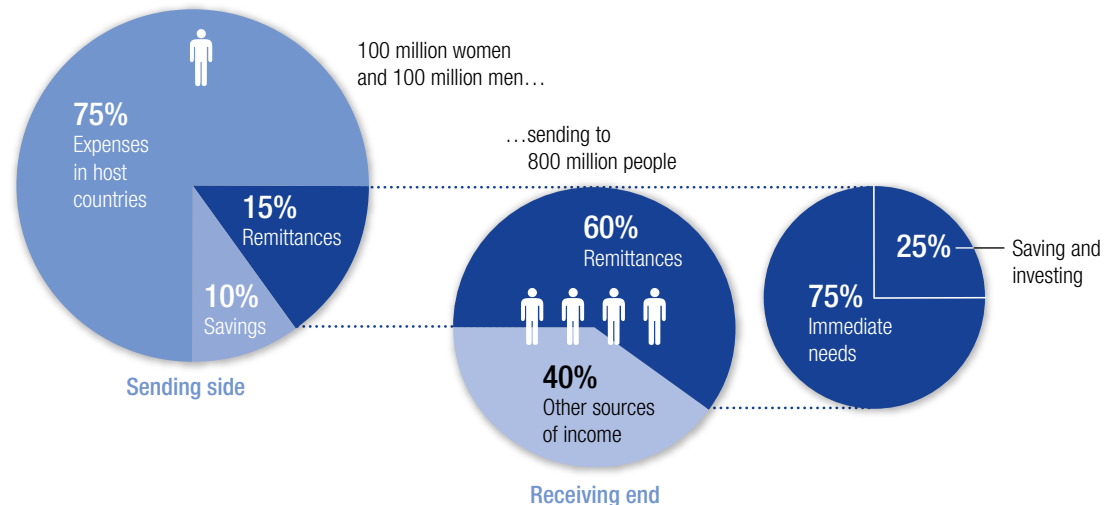 100 million women
and 100 million men…
75%
Expenses
in host
countries
15%
Remittances
10%
Savings
Sending side
…sending to
800 million people
60%
Remittances
40%
Other sources
of income
Receiving end
25%
Saving and
investing
75%
Immediate
needs